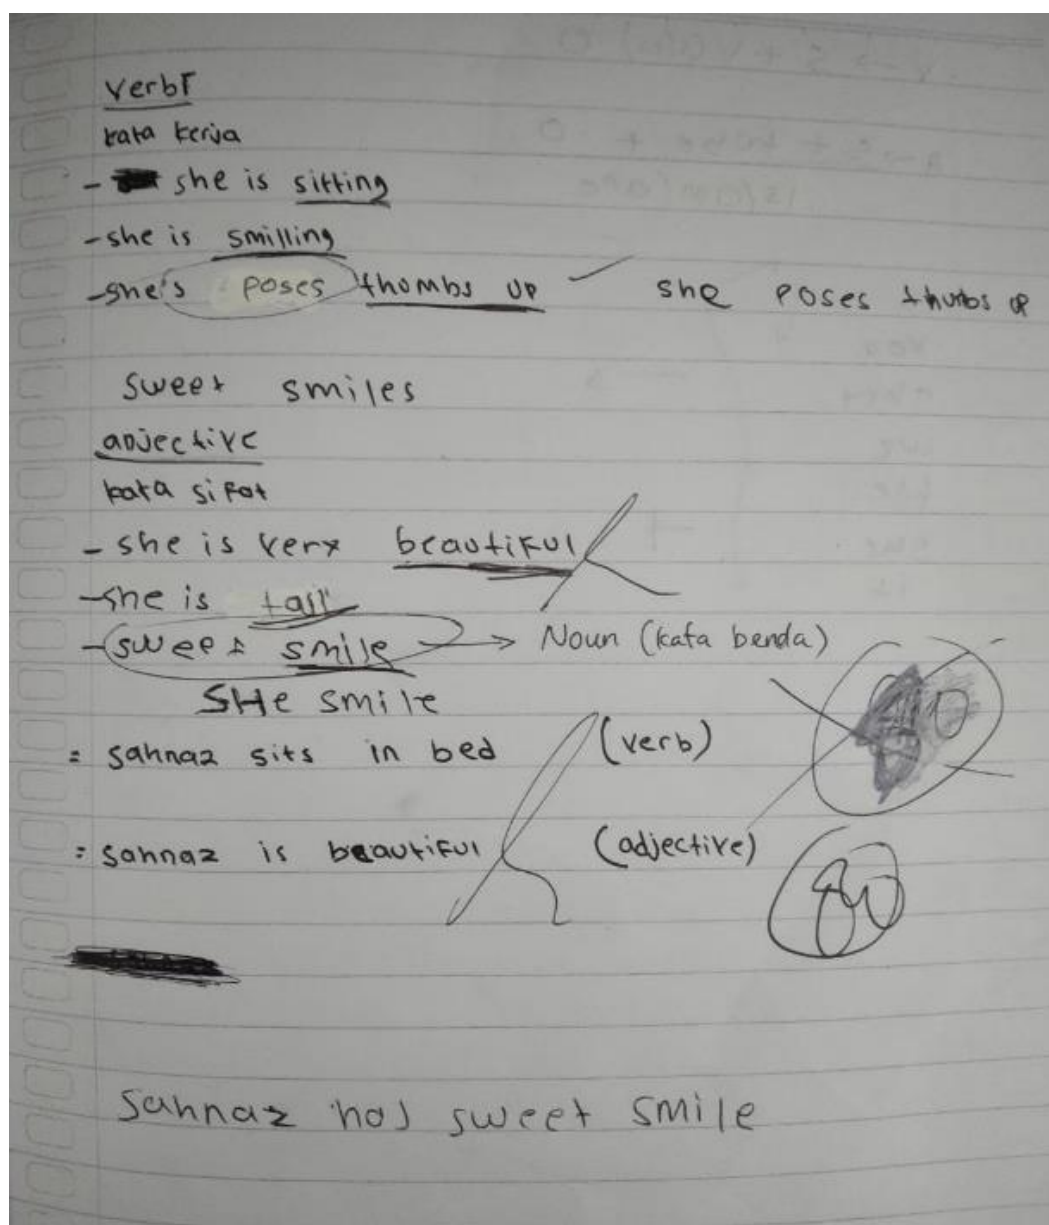 verb
kata kerja
- she is sitting
- she is smilling
- she's poses thombs up she poses thumbs up
sweet smiles
adjective
kata sifat
- she is very beautiful
- she is tall
- sweet smile → Noun (kata benda)
SHe smile
= sahnaz sits in bed (verb)
= sahnaz is beautiful (adjective)
80
sahnaz has sweet smile